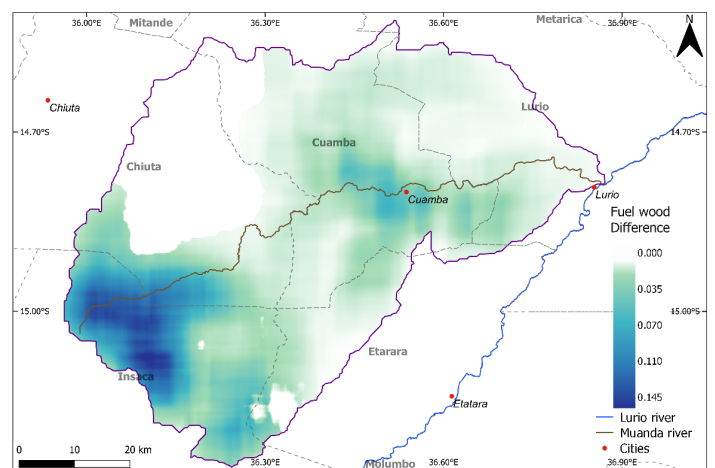 36.00°E
36.30°E
36.60°E
36.90°E
Mitande
Metarica
N
Chiuta
Lurio
14.70°S
14.70°S
Cuamba
Chiuta
Cuamba
Lurio
Fuel wood
Difference
0.000
0.035
0.070
0.110
0.145
15.00°S
15.00°S
Etarara
Insaca
Etatara
Lurio river
Muanda river
Cities
0 10 20 km
36.30°E
36.60°E
36.90°E
Molumbo